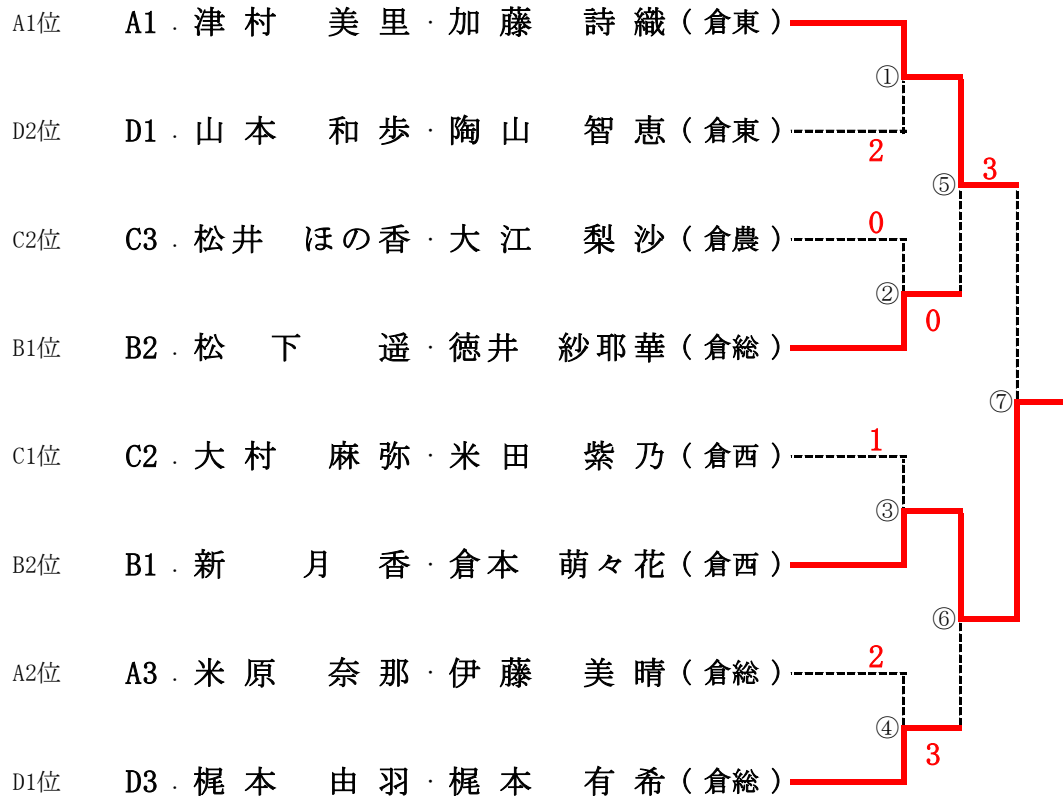 A1位 A1 . 津村 美里・加藤 詩織 ( 倉東 )
①
D2位 D1 . 山本 和歩・陶山 智恵 ( 倉東 )
2
⑤ 3
0
C2位 C3 . 松井 ほの香・大江 梨沙 ( 倉農 )
②
0
B1位 B2 . 松下 遥・徳井 紗耶華 ( 倉総 )
⑦
1
C1位 C2 . 大村 麻弥・米田 紫乃 ( 倉西 )
③
B2位 B1 . 新 月香・倉本 萌々花 ( 倉西 )
⑥
2
A2位 A3 . 米原 奈那・伊藤 美晴 ( 倉総 )
④
3
D1位 D3 . 梶本 由羽・梶本 有希 ( 倉総 )